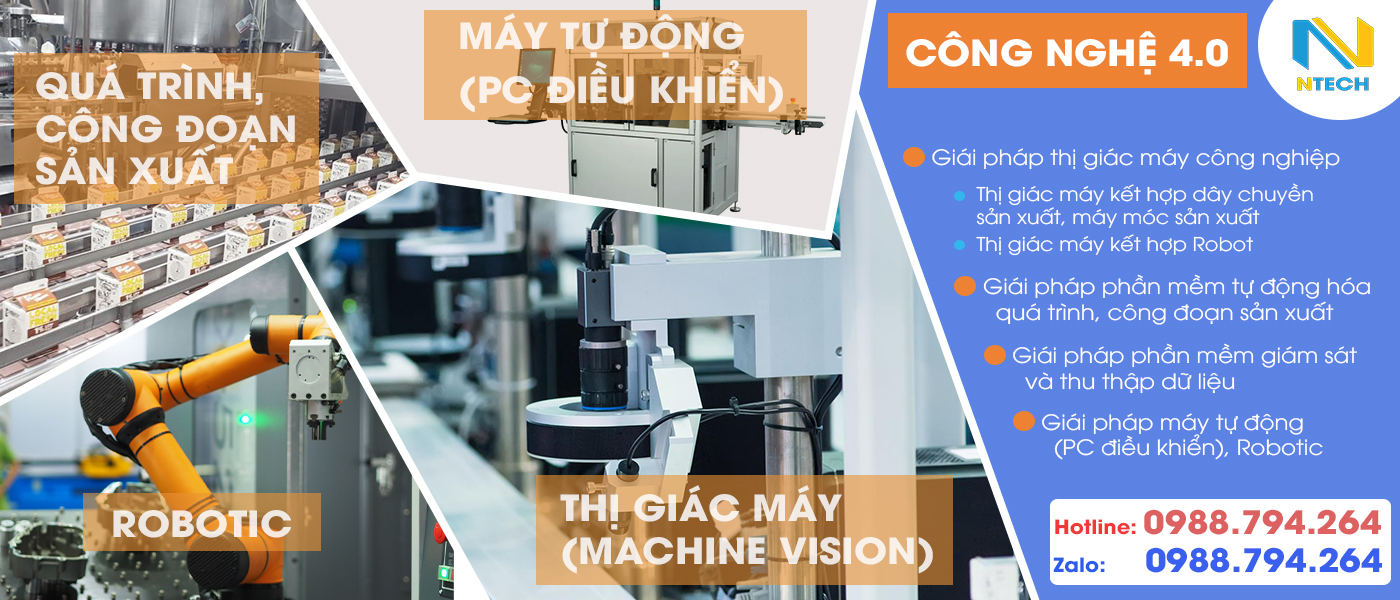 QUÁ TRÌNH,
CÔNG ĐOẠN
SẢN XUẤT
MÁY TỰ ĐỘNG
(PC ĐIỀU KHIỂN)
ROBOTIC
THỊ GIÁC MÁY
(MACHINE VISION)
CÔNG NGHỆ 4.0
NTECH
Giái pháp thị giác máy công nghiệp
Thị giác máy kết hợp dây chuyền
sản xuất, máy móc sản xuất
Thị giác máy kết hợp Robot
Giái pháp phần mềm tự động hóa
quá trình, công đoạn sản xuất
Giái pháp phần mềm giám sát
và thu thập dữ liệu
Giái pháp máy tự động
(PC điều khiển), Robotic
Hotline: 0988.794.264
Zalo: 0988.794.264